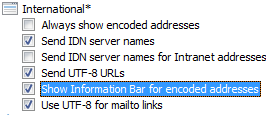 International*
Always show encoded addresses
Send IDN server names
Send IDN server names for Intranet addresses
Send UTF-8 URLs
Show Information Bar for encoded addresses
Use UTF-8 for mailto links